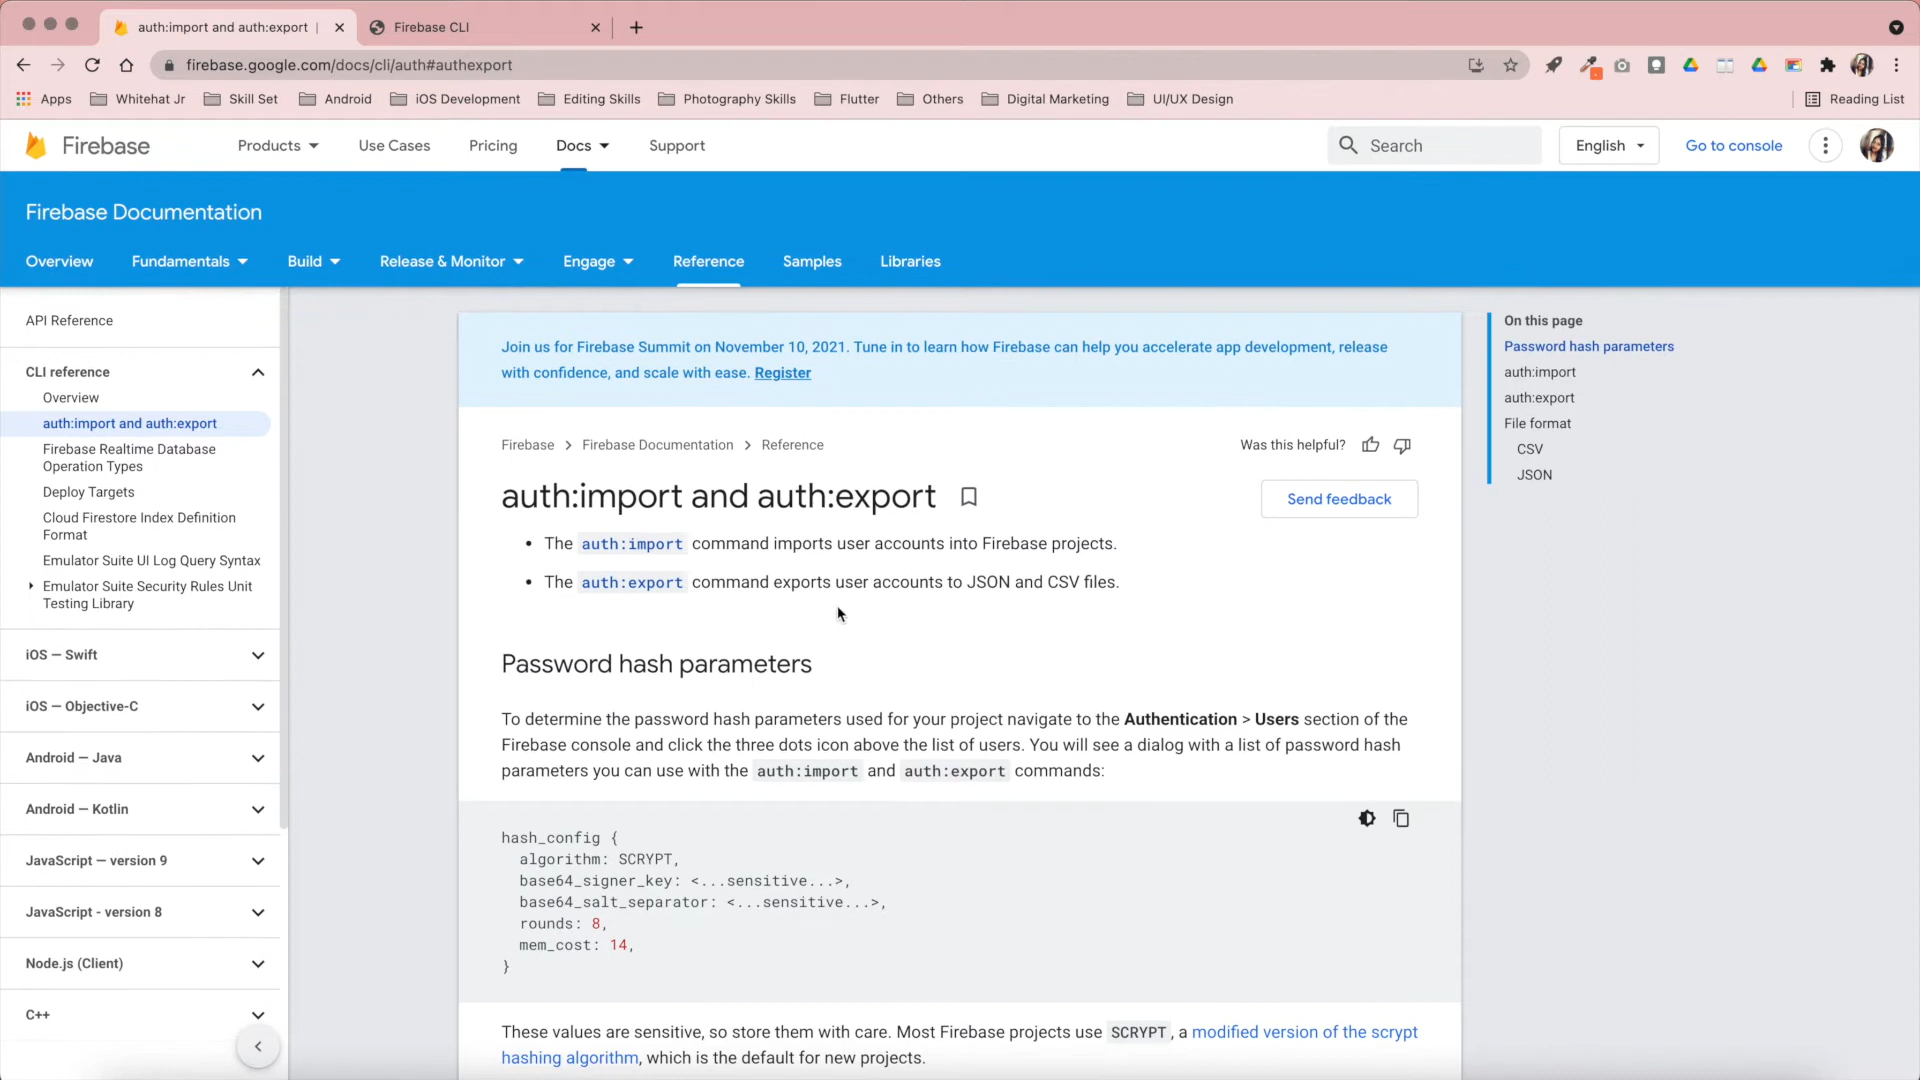 auth:import and auth:export |
Firebase CLI
firebase.google.com/docs/cli/auth#authexport
Apps Whitehat Jr Skill Set Android iOS Development Editing Skills Photography Skills Flutter Others Digital Marketing UI/UX Design Reading List
Firebase Products Use Cases Pricing Docs Support Search English Go to console
Firebase Documentation
Overview Fundamentals Build Release & Monitor Engage Reference Samples Libraries
API Reference
CLI reference
Overview
auth:import and auth:export
Firebase Realtime Database
Operation Types
Deploy Targets
Cloud Firestore Index Definition
Format
Emulator Suite UI Log Query Syntax
Emulator Suite Security Rules Unit
Testing Library
iOS — Swift
iOS — Objective-C
Android — Java
Android — Kotlin
JavaScript — version 9
JavaScript - version 8
Node.js (Client)
C++
Join us for Firebase Summit on November 10, 2021. Tune in to learn how Firebase can help you accelerate app development, release
with confidence, and scale with ease. Register
Firebase > Firebase Documentation > Reference
Was this helpful?
auth:import and auth:export
Send feedback
• The auth:import command imports user accounts into Firebase projects.
• The auth:export command exports user accounts to JSON and CSV files.
Password hash parameters
To determine the password hash parameters used for your project navigate to the Authentication > Users section of the
Firebase console and click the three dots icon above the list of users. You will see a dialog with a list of password hash
parameters you can use with the auth:import and auth:export commands:
hash_config {
algorithm: SCRYPT,
base64_signer_key: <...sensitive...>,
base64_salt_separator: <...sensitive...>,
rounds: 8,
mem_cost: 14,
}
These values are sensitive, so store them with care. Most Firebase projects use SCRYPT, a modified version of the scrypt
hashing algorithm, which is the default for new projects.
On this page
Password hash parameters
auth:import
auth:export
File format
CSV
JSON